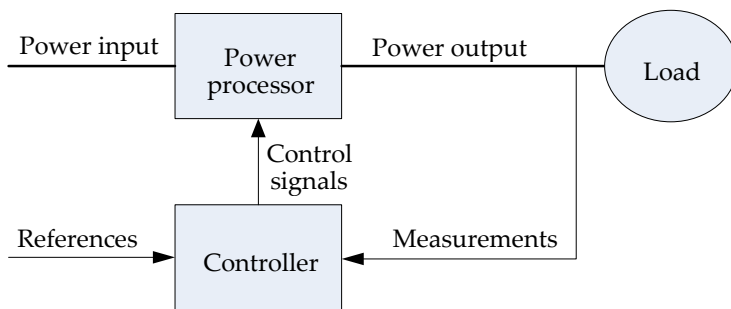 Power input
Power
processor
Power output
Load
Control
signals
References
Controller
Measurements